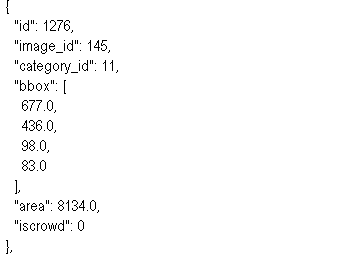 {
"id": 1276,
"image_id": 145,
"category_id": 11,
"bbox": [
677.0,
436.0,
98.0,
83.0
],
"area": 8134.0,
"iscrowd": 0
},